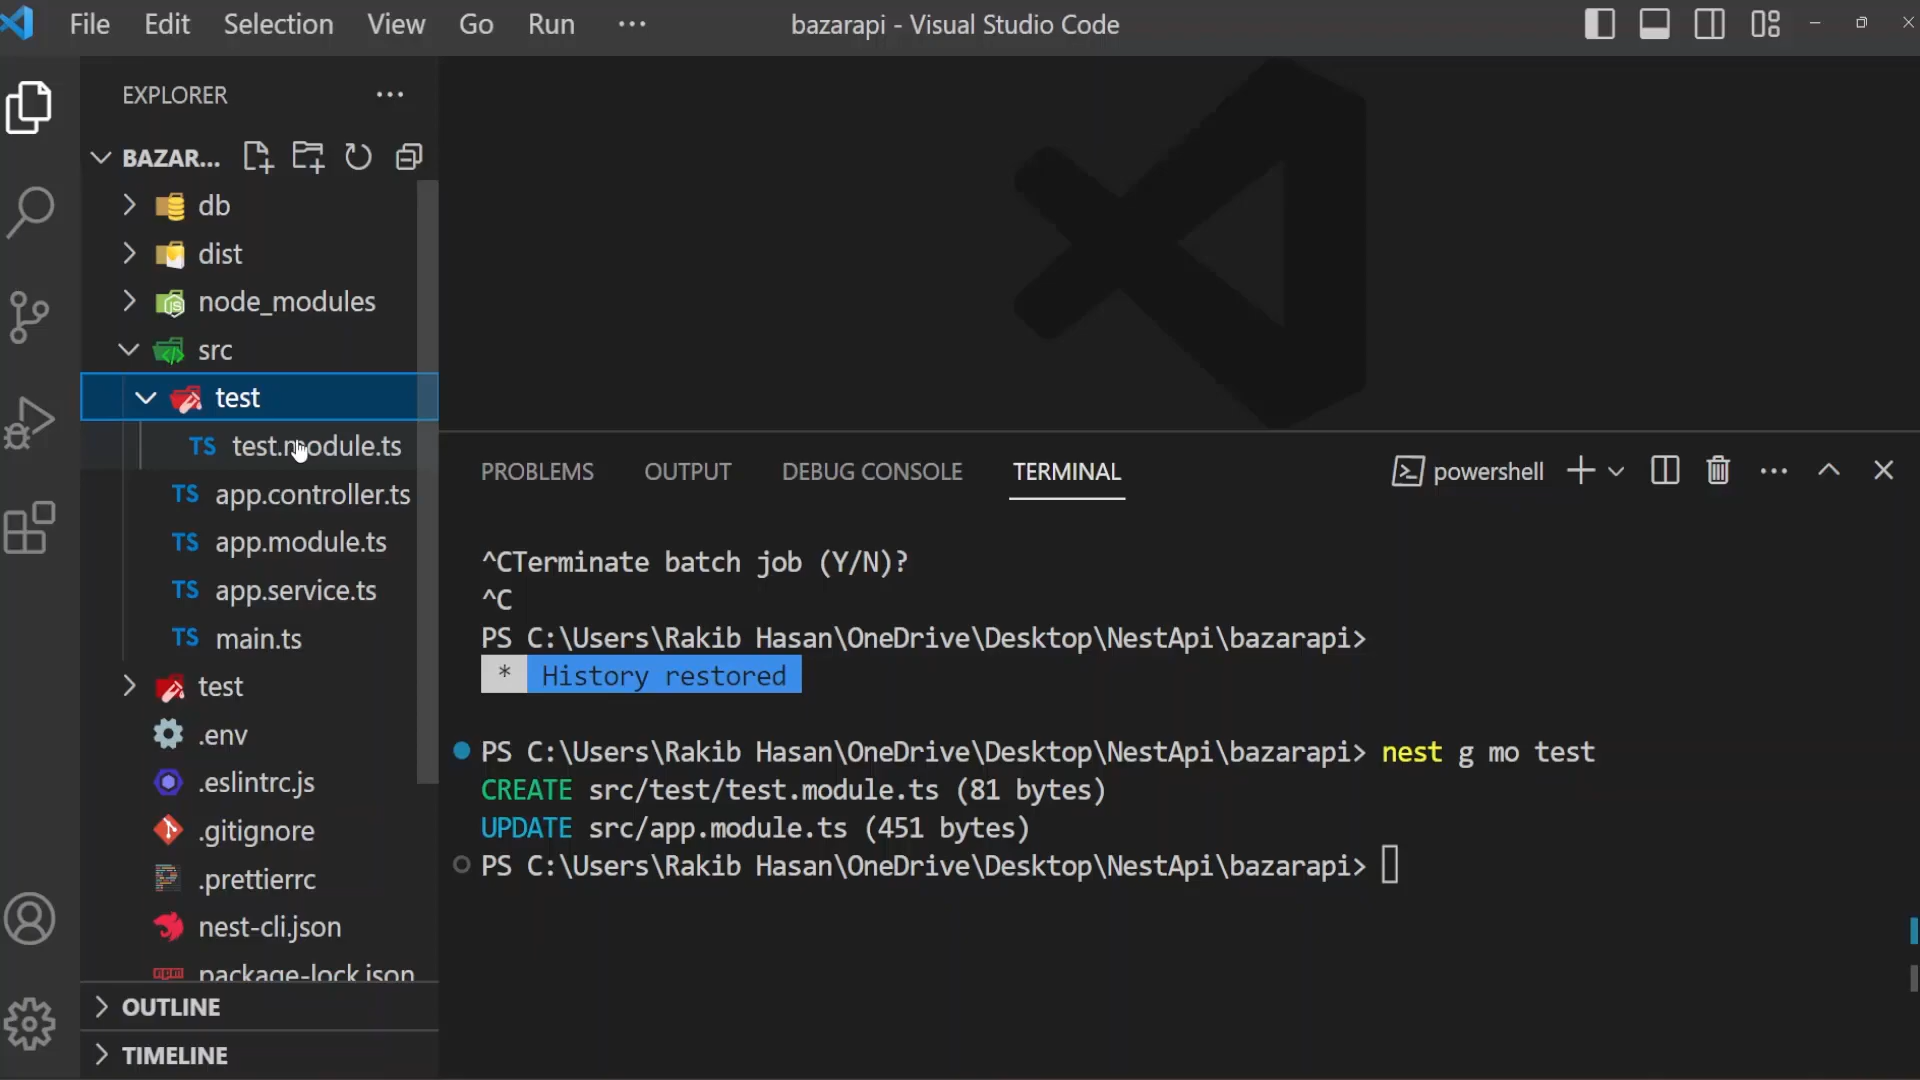 File Edit Selection View Go Run ···
bazarapi - Visual Studio Code
EXPLORER
BAZAR...
db
dist
node_modules
src
test
TS test.module.ts
TS app.controller.ts
TS app.module.ts
TS app.service.ts
TS main.ts
test
.env
.eslintrc.js
.gitignore
.prettierrc
nest-cli.json
package-lock.json
OUTLINE
TIMELINE
PROBLEMS OUTPUT DEBUG CONSOLE TERMINAL powershell
^CTerminate batch job (Y/N)?
^C
PS C:\Users\Rakib Hasan\OneDrive\Desktop\NestApi\bazarapi>
* History restored
PS C:\Users\Rakib Hasan\OneDrive\Desktop\NestApi\bazarapi> nest g mo test
CREATE src/test/test.module.ts (81 bytes)
UPDATE src/app.module.ts (451 bytes)
PS C:\Users\Rakib Hasan\OneDrive\Desktop\NestApi\bazarapi>